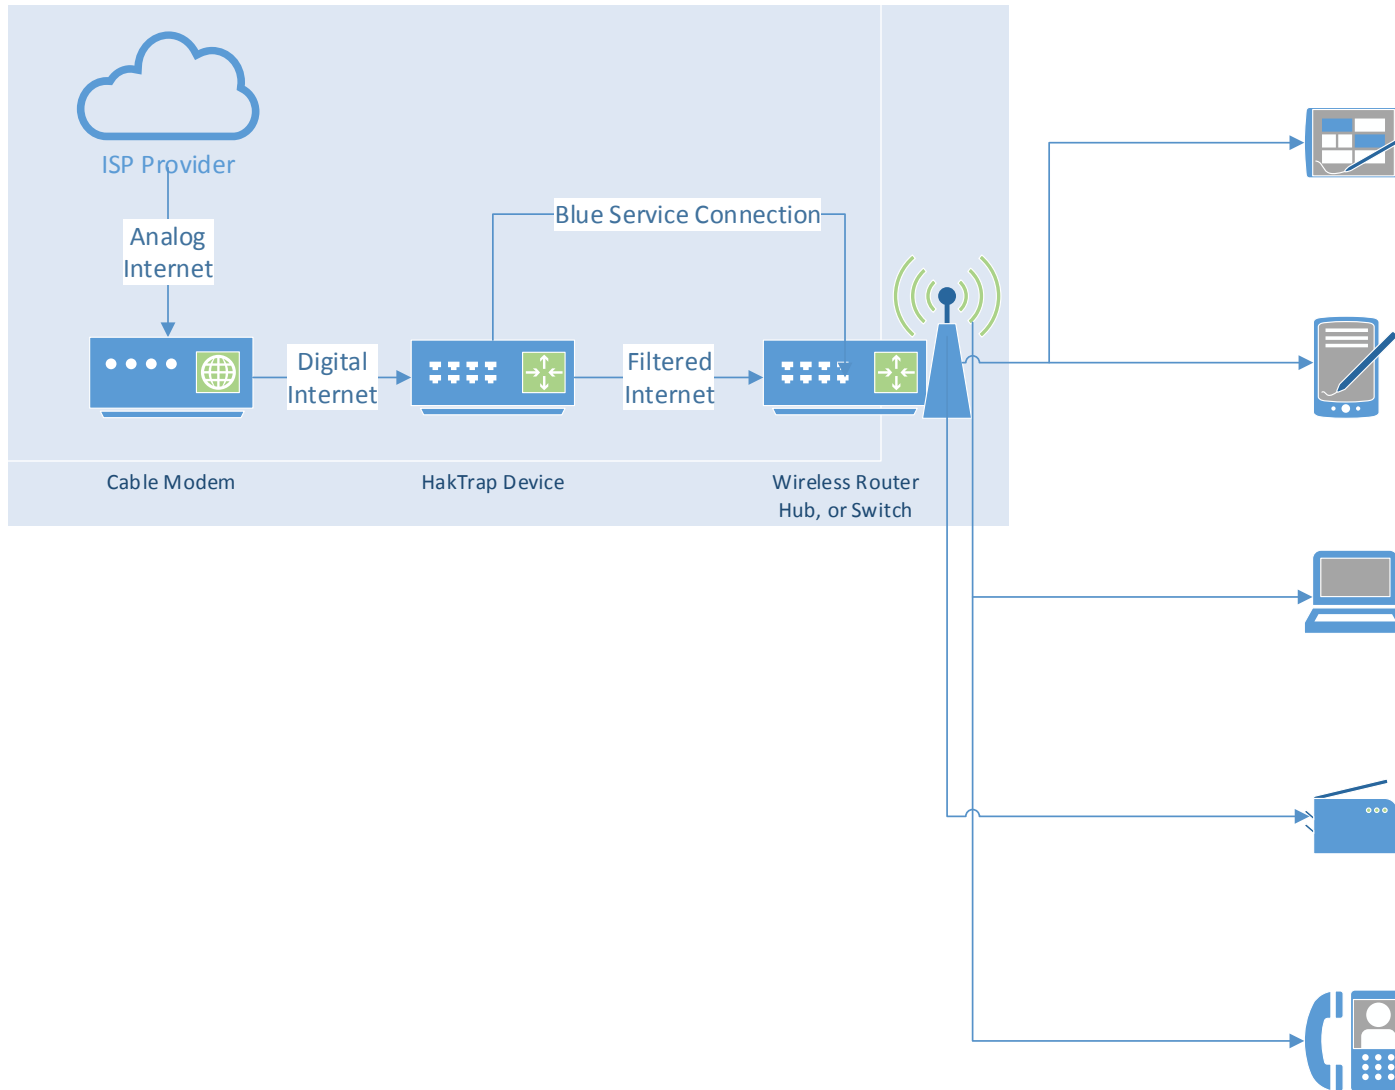 ISP Provider
Analog
Internet
Blue Service Connection
Digital
Internet
Filtered
Internet
Cable Modem
HakTrap Device
Wireless Router
Hub, or Switch